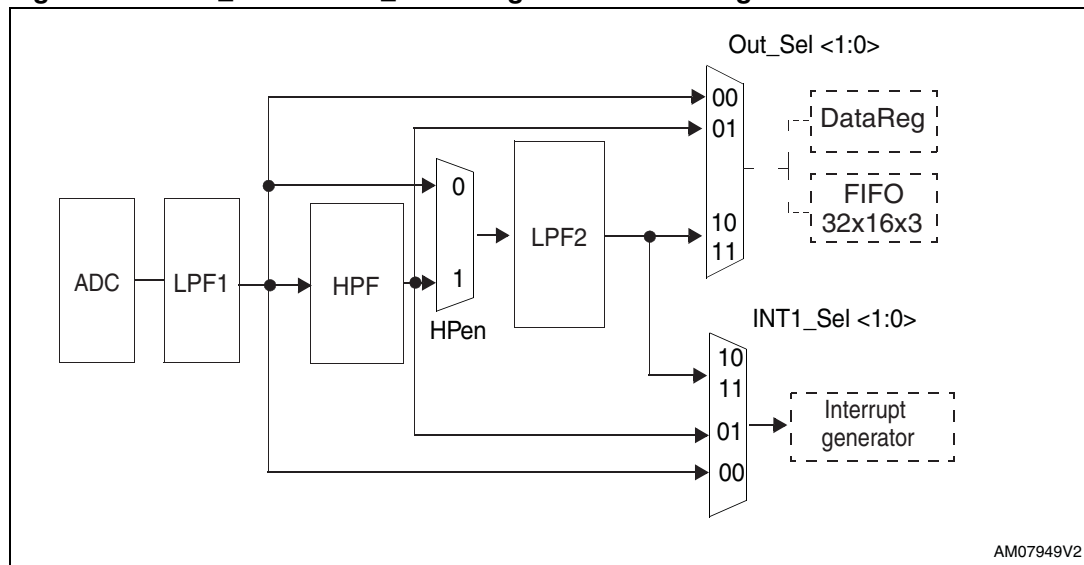 Out_Sel <1:0>
00
01
10
11
DataReg
FIFO
32x16x3
ADC
LPF1
HPF
0
1
HPen
LPF2
INT1_Sel <1:0>
10
11
01
00
Interrupt
generator
AM07949V2